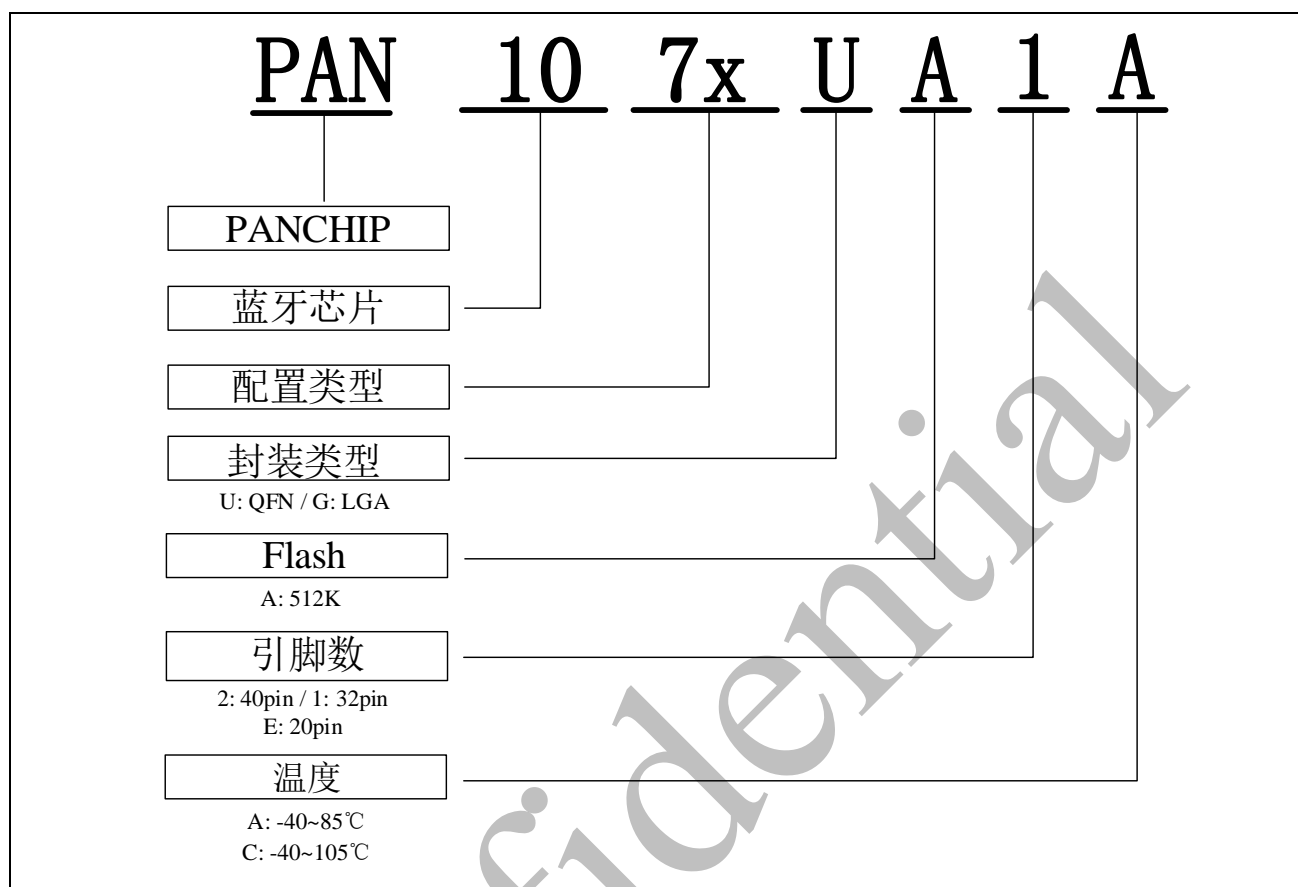 PAN 10 7x U A 1 A
PANCHIP
蓝牙芯片
配置类型
封装类型
U: QFN / G: LGA
Flash
A: 512K
引脚数
2: 40pin / 1: 32pin
E: 20pin
温度
A: -40~85℃
C: -40~105℃
fidential